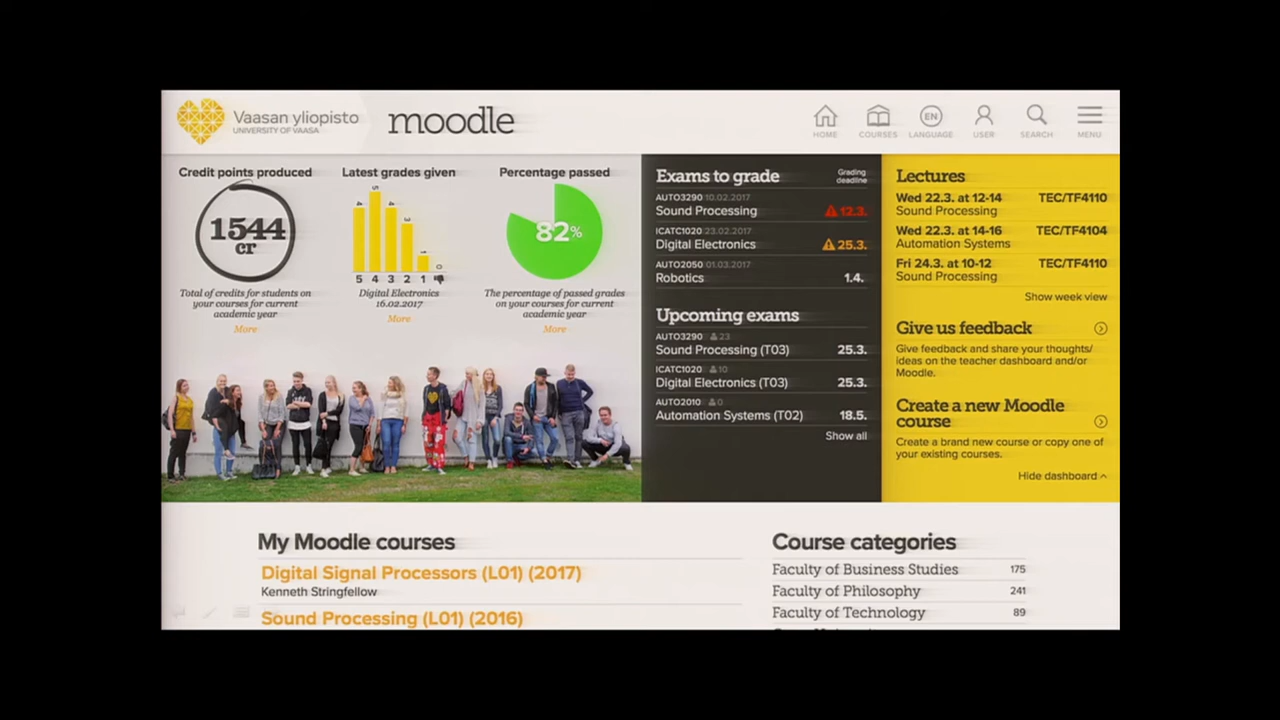 Vaasan yliopisto
UNIVERSITY OF VAASA
moodle
HOME
COURSES
EN
LANGUAGE
USER
SEARCH
MENU
Credit points produced
1544
cr
Total of credits for students on
your courses for current
academic year
More
Latest grades given
4 5 4 3 1 0
5 4 3 2 1
Digital Electronics
16.02.2017
More
Percentage passed
82%
The percentage of passed grades
on your courses for current
academic year
More
Exams to grade
Grading
deadline
AUTO3290 10.02.2017
Sound Processing 12.3.
ICATC1020 23.02.2017
Digital Electronics 25.3.
AUTO2050 01.03.2017
Robotics 1.4.
Upcoming exams
AUTO3290 23
Sound Processing (T03) 25.3.
ICATC1020 10
Digital Electronics (T03) 25.3.
AUTO2010 0
Automation Systems (T02) 18.5.
Show all
Lectures
Wed 22.3. at 12-14 TEC/TF4110
Sound Processing
Wed 22.3. at 14-16 TEC/TF4104
Automation Systems
Fri 24.3. at 10-12 TEC/TF4110
Sound Processing
Show week view
Give us feedback
Give feedback and share your thoughts/
ideas on the teacher dashboard and/or
Moodle.
Create a new Moodle
course
Create a brand new course or copy one of
your existing courses.
Hide dashboard
My Moodle courses
Digital Signal Processors (L01) (2017)
Kenneth Stringfellow
Sound Processing (L01) (2016)
Course categories
Faculty of Business Studies 175
Faculty of Philosophy 241
Faculty of Technology 89